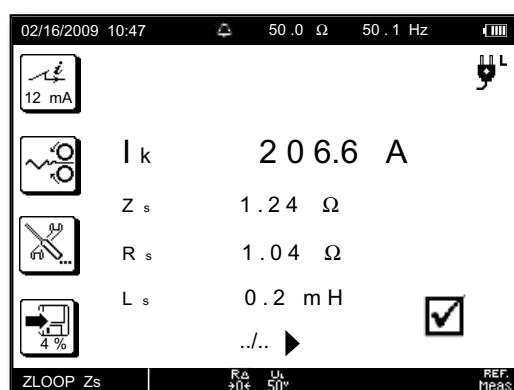 02/16/2009 10:47 50.0 Ω 50.1 Hz
L
i
12 mA
Ik 206.6 A
Zs 1.24 Ω
Rs 1.04 Ω
...
Ls 0.2 mH
4 %
../..
ZLOOP Zs RΔ UL REF.
→0← 50V Meas